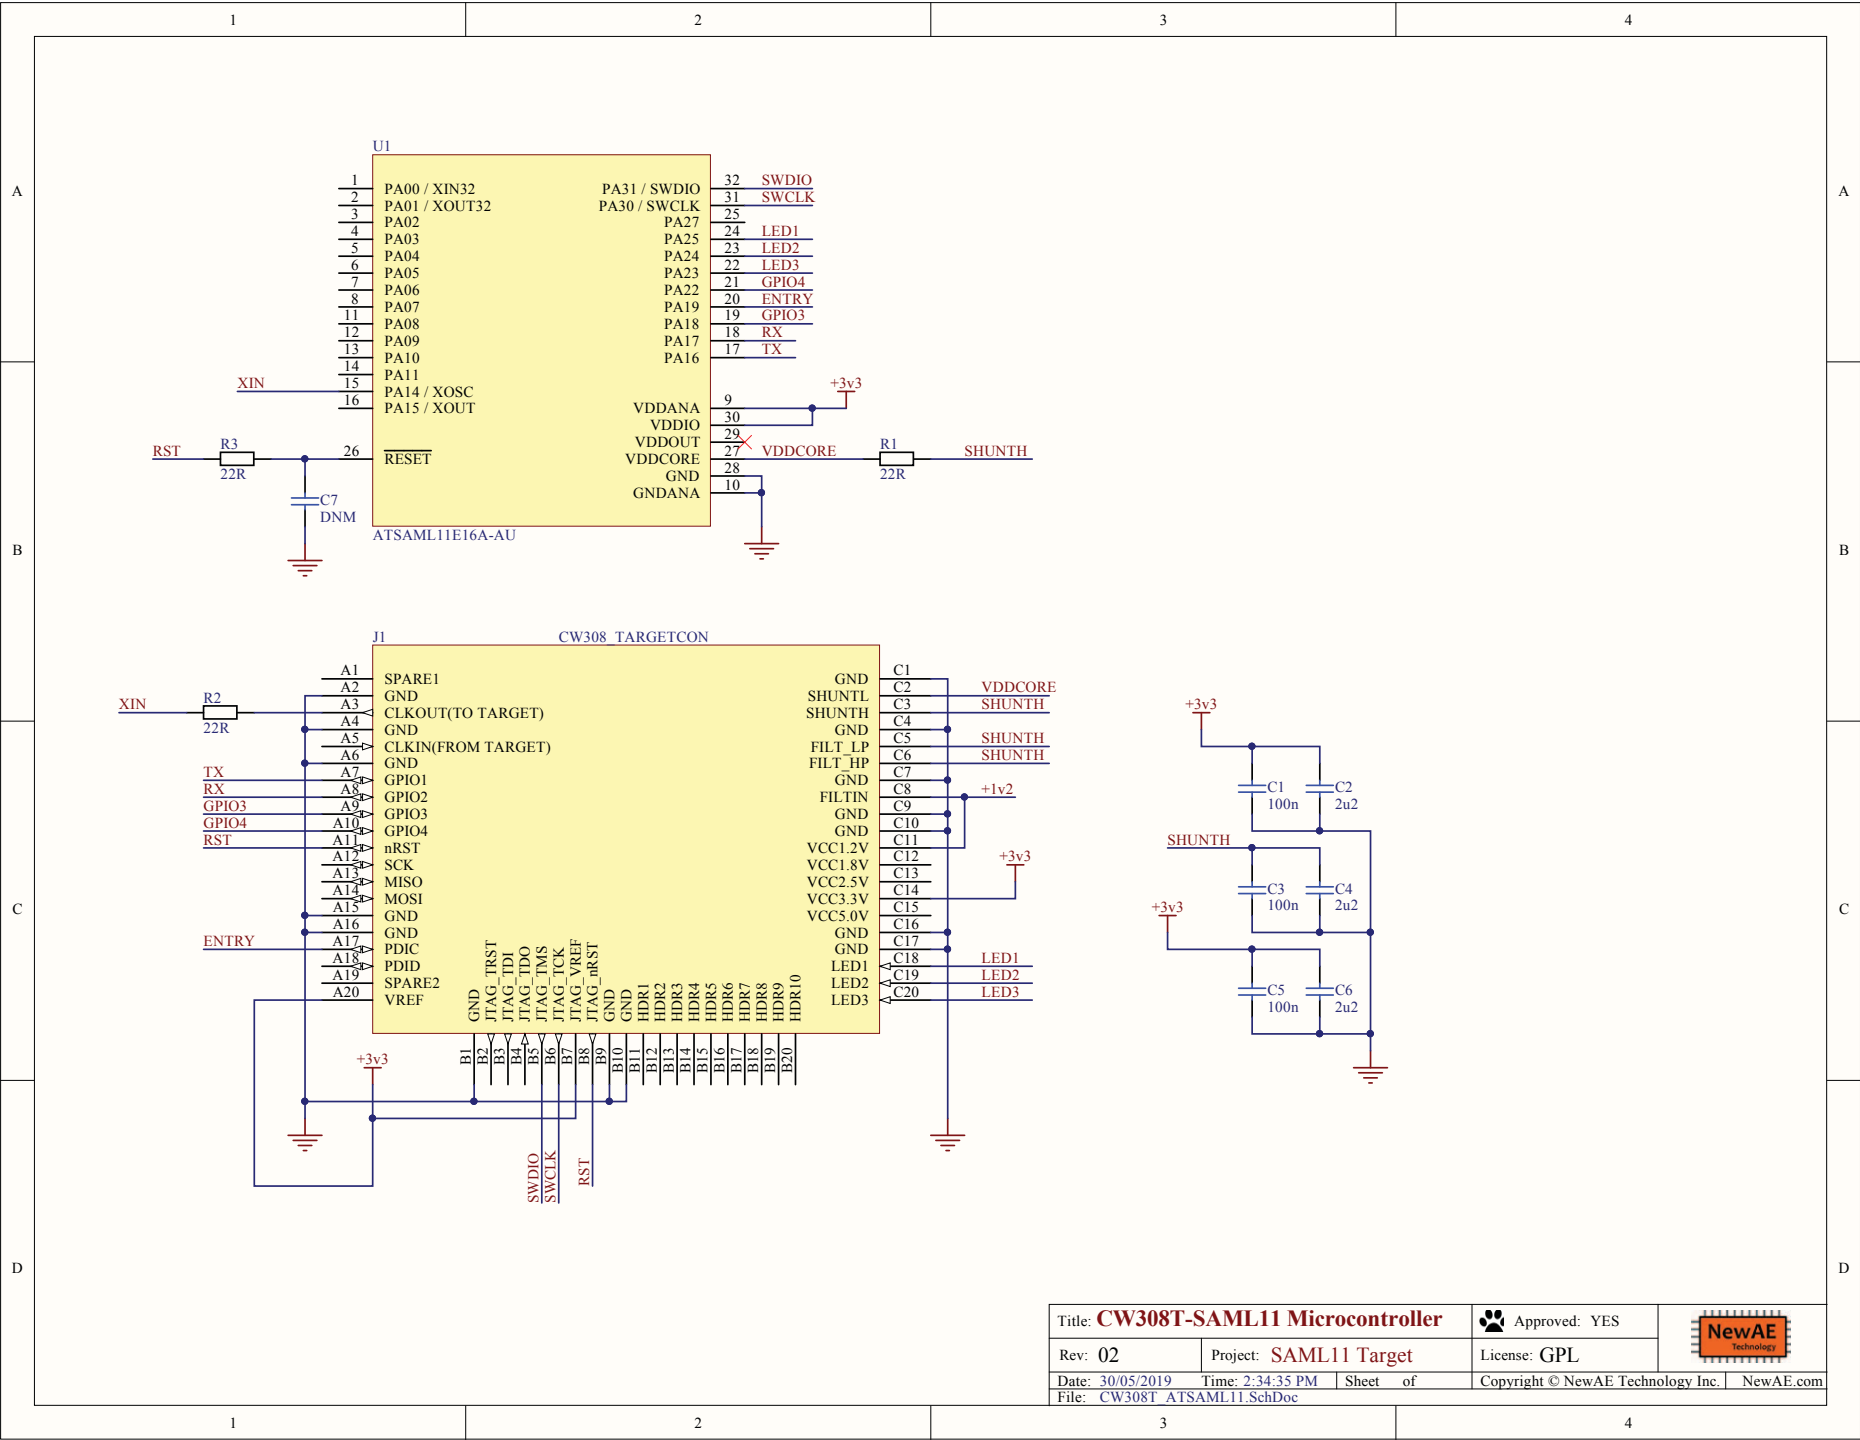 1 2 3 4
A A
B B
C C
D D
U1
1 PA00 / XIN32
2 PA01 / XOUT32
3 PA02
4 PA03
5 PA04
6 PA05
7 PA06
8 PA07
11 PA08
12 PA09
13 PA10
14 PA11
XIN 15 PA14 / XOSC
16 PA15 / XOUT
RST R3 22R 26 RESET
C7
DNM
PA31 / SWDIO 32 SWDIO
PA30 / SWCLK 31 SWCLK
PA27 25
PA25 24 LED1
PA24 23 LED2
PA23 22 LED3
PA22 21 GPIO4
PA19 20 ENTRY
PA18 19 GPIO3
PA17 18 RX
PA16 17 TX
+3v3
VDDANA 9
VDDIO 30
VDDOUT 29
VDDCORE 27 VDDCORE R1 22R SHUNTH
GND 28
GNDANA 10
ATSAML11E16A-AU
J1 CW308_TARGETCON
A1 SPARE1
A2 GND
XIN R2 22R A3 CLKOUT(TO TARGET)
A4 GND
A5 CLKIN(FROM TARGET)
A6 GND
TX A7 GPIO1
RX A8 GPIO2
GPIO3 A9 GPIO3
GPIO4 A10 GPIO4
RST A11 nRST
A12 SCK
A13 MISO
A14 MOSI
A15 GND
A16 GND
ENTRY A17 PDIC
A18 PDID
A19 SPARE2
A20 VREF
+3v3
GND C1
SHUNTL C2 VDDCORE
SHUNTH C3 SHUNTH
GND C4
FILT_LP C5 SHUNTH
FILT_HP C6 SHUNTH
GND C7
FILTIN C8 +1v2
GND C9
GND C10
VCC1.2V C11
VCC1.8V C12
VCC2.5V C13
VCC3.3V C14 +3v3
VCC5.0V C15
GND C16
GND C17
LED1 C18 LED1
LED2 C19 LED2
LED3 C20 LED3
GND B1
JTAG_TRST B2
JTAG_TDI B3
JTAG_TDO B4
JTAG_TMS B5 SWDIO
JTAG_TCK B6 SWCLK
JTAG_VREF B7
JTAG_nRST B8 RST
GND B9
GND B10
HDR1 B11
HDR2 B12
HDR3 B13
HDR4 B14
HDR5 B15
HDR6 B16
HDR7 B17
HDR8 B18
HDR9 B19
HDR10 B20
+3v3
C1 100n C2 2u2
SHUNTH
C3 100n C4 2u2
+3v3
C5 100n C6 2u2
Title: CW308T-SAML11 Microcontroller Approved: YES
Rev: 02 Project: SAML11 Target License: GPL
Date: 30/05/2019 Time: 2:34:35 PM Sheet of Copyright © NewAE Technology Inc. NewAE.com
File: CW308T_ATSAML11.SchDoc
NewAE
Technology
1 2 3 4